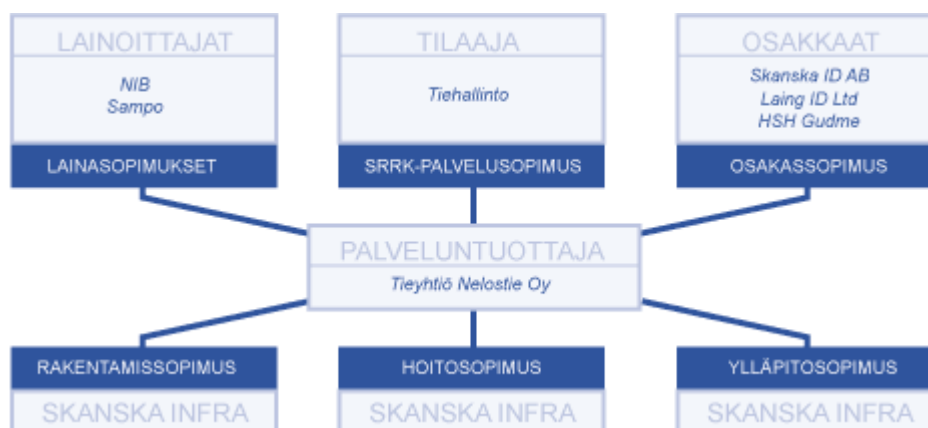 LAINOITTAJAT
NIB
Sampo
LAINASOPIMUKSET
TILAAJA
Tiehallinto
SRRK-PALVELUSOPIMUS
OSAKKAAT
Skanska ID AB
Laing ID Ltd
HSH Gudme
OSAKASSOPIMUS
PALVELUNTUOTTAJA
Tieyhtiö Nelostie Oy
RAKENTAMISSOPIMUS
SKANSKA INFRA
HOITOSOPIMUS
SKANSKA INFRA
YLLÄPITOSOPIMUS
SKANSKA INFRA